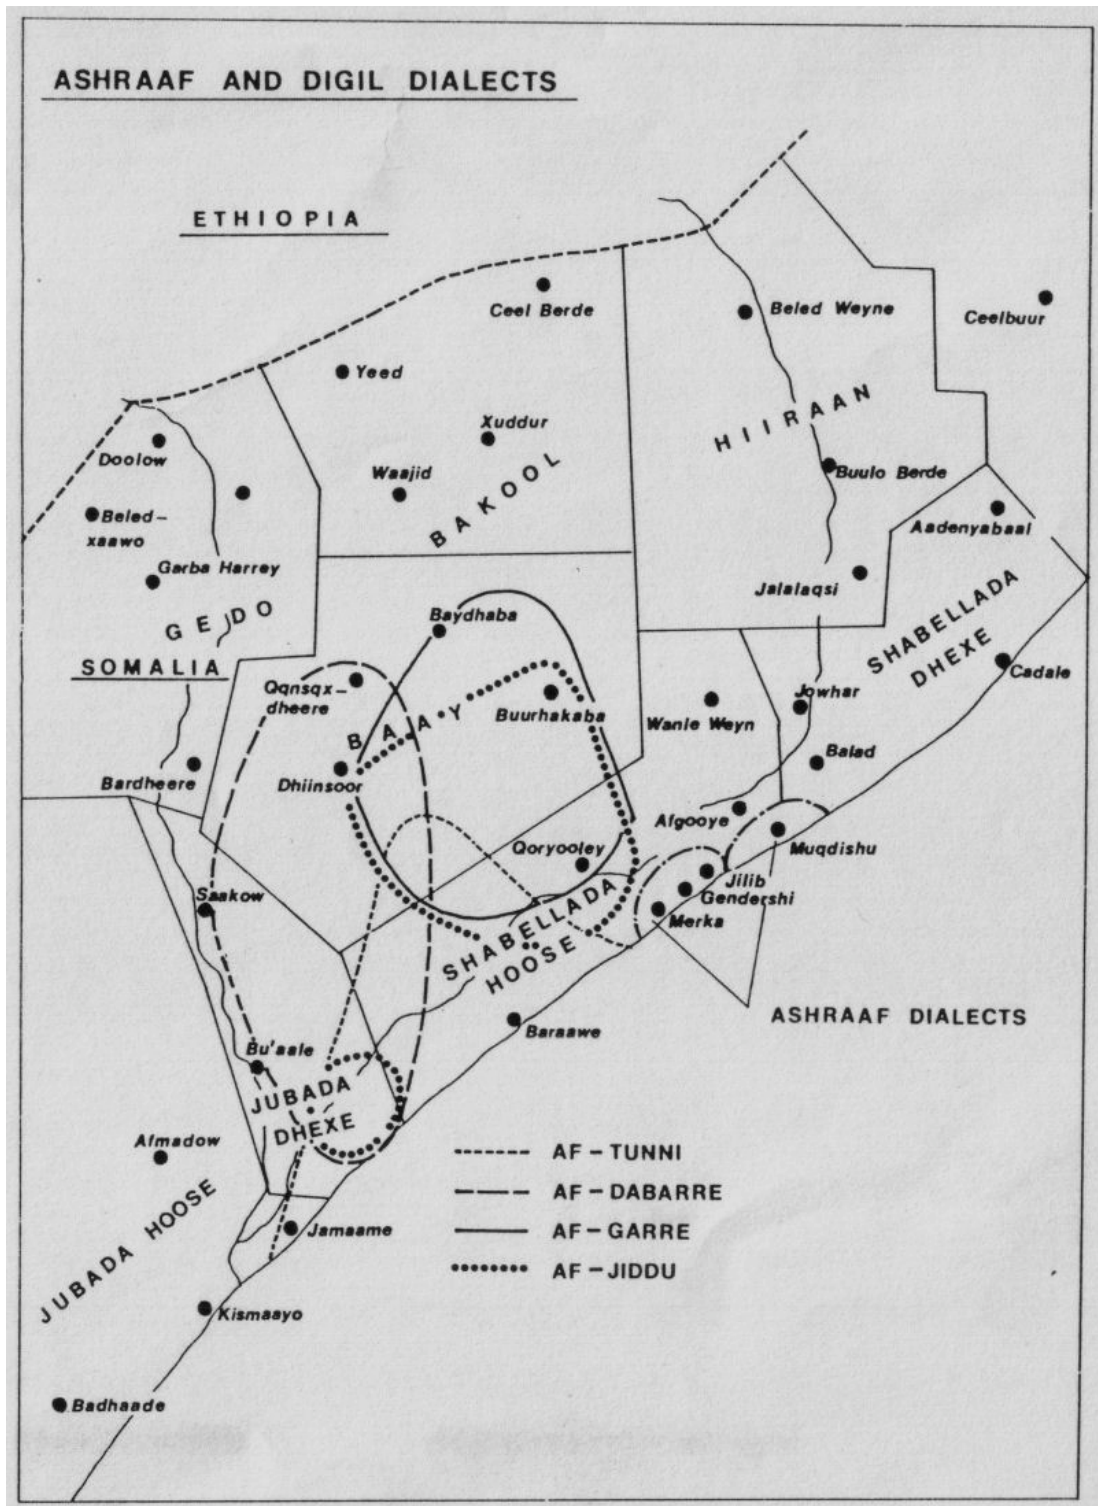 ASHRAAF AND DIGIL DIALECTS
ETHIOPIA
Ceel Berde
Beled Weyne
Ceelbuur
Yeed
HIIRAAN
Xuddur
Doolow
Waajid
BAKOOL
Buulo Berde
Beled-
xaawo
Aadenyabaal
Garba Harrey
Jalalaqsi
GEDO
Baydhaba
SHABELLADA
DHEXE
SOMALIA
Cadale
Qqnsqx-
dheere
BAAY
Buurhakaba
Jowhar
Wanle Weyn
Balad
Bardheere
Dhiinsoor
Afgooye
Qoryooley
Muqdishu
Jilib
Gendershi
Saakow
Merka
SHABELLADA
HOOSE
ASHRAAF DIALECTS
Baraawe
Bu'aale
JUBADA
DHEXE
Afmadow
AF-TUNNI
AF-DABARRE
JUBADA HOOSE
Jamaame
AF-GARRE
AF-JIDDU
Kismaayo
Badhaade